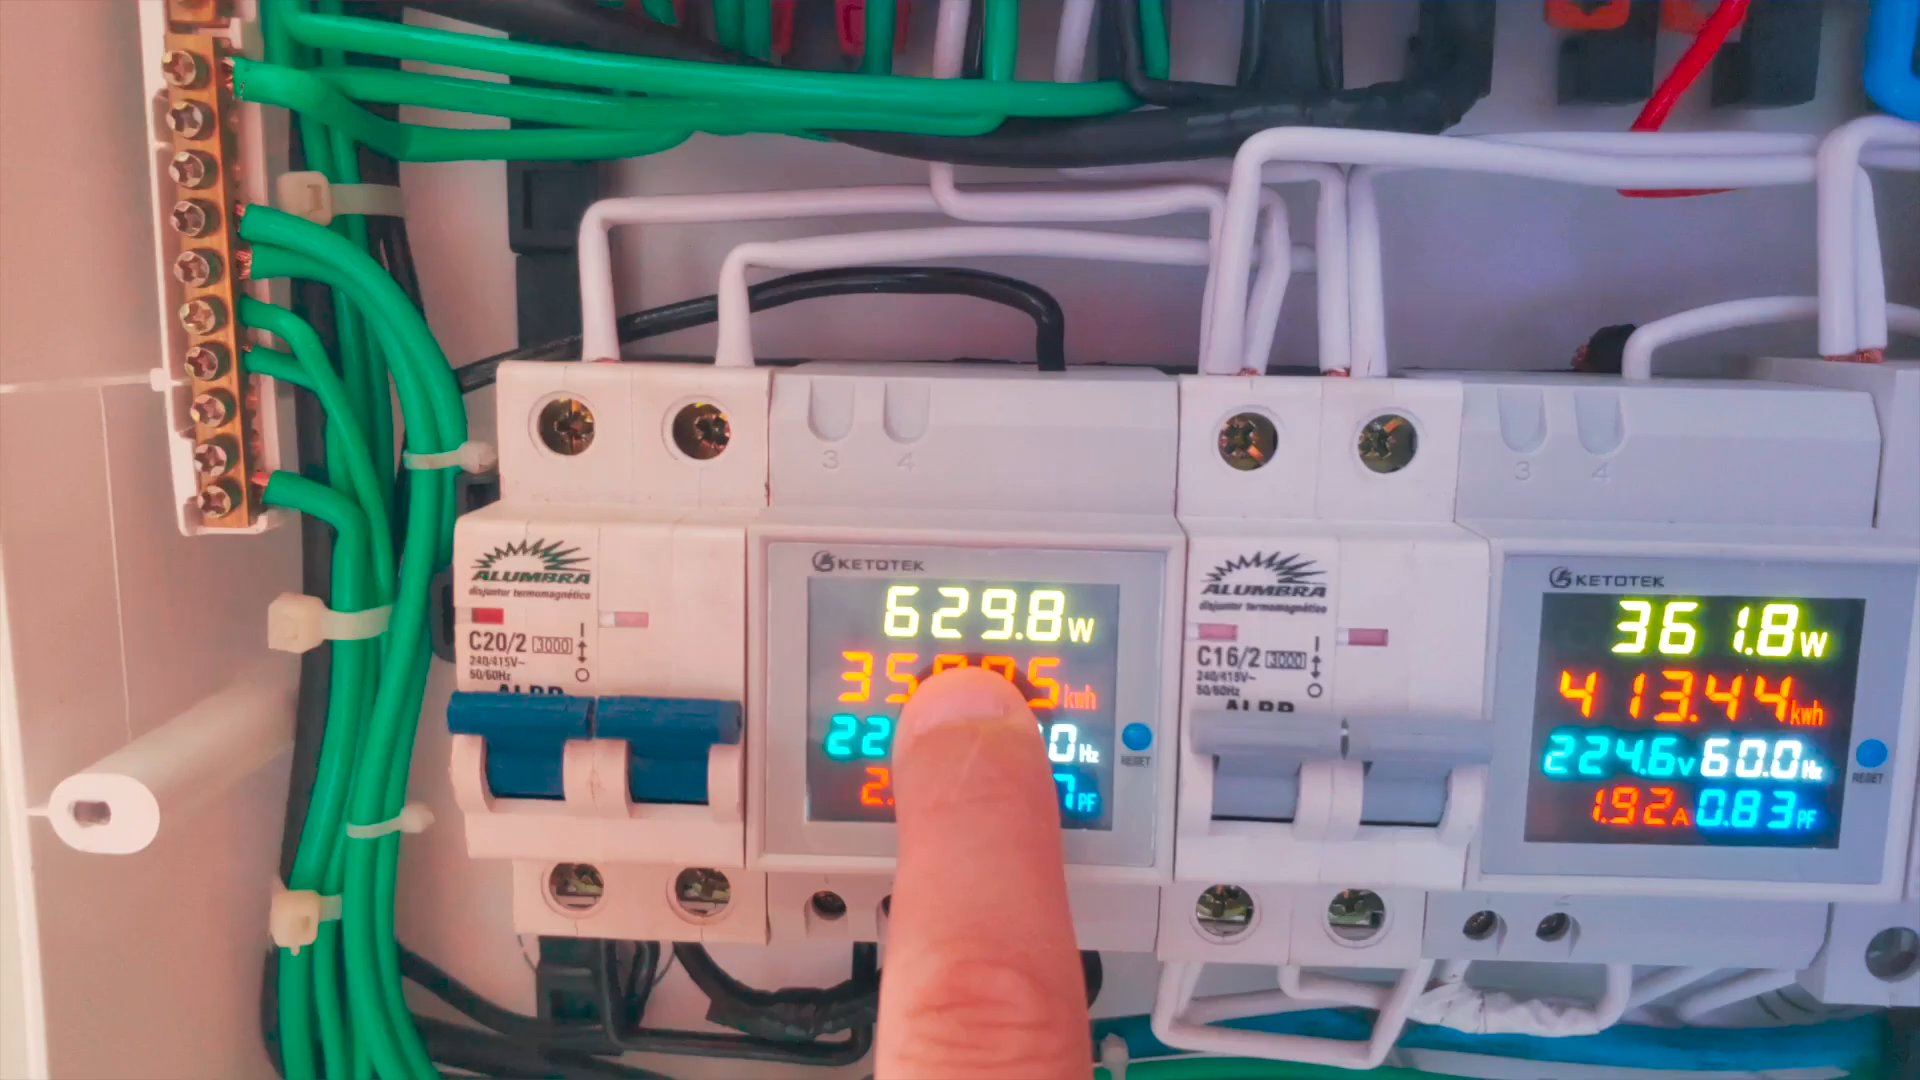 3 4
3 4
ALUMBRA
disjuntor termomagnético
C20/2 3000
240/415V~
50/60Hz
KETOTEK
629.8W
kwh
Hz
PF
RESET
ALUMBRA
disjuntor termomagnético
C16/2 3000
240/415V~
50/60Hz
KETOTEK
361.8W
413.44kwh
224.6V 60.0Hz
1.92A 0.83PF
RESET